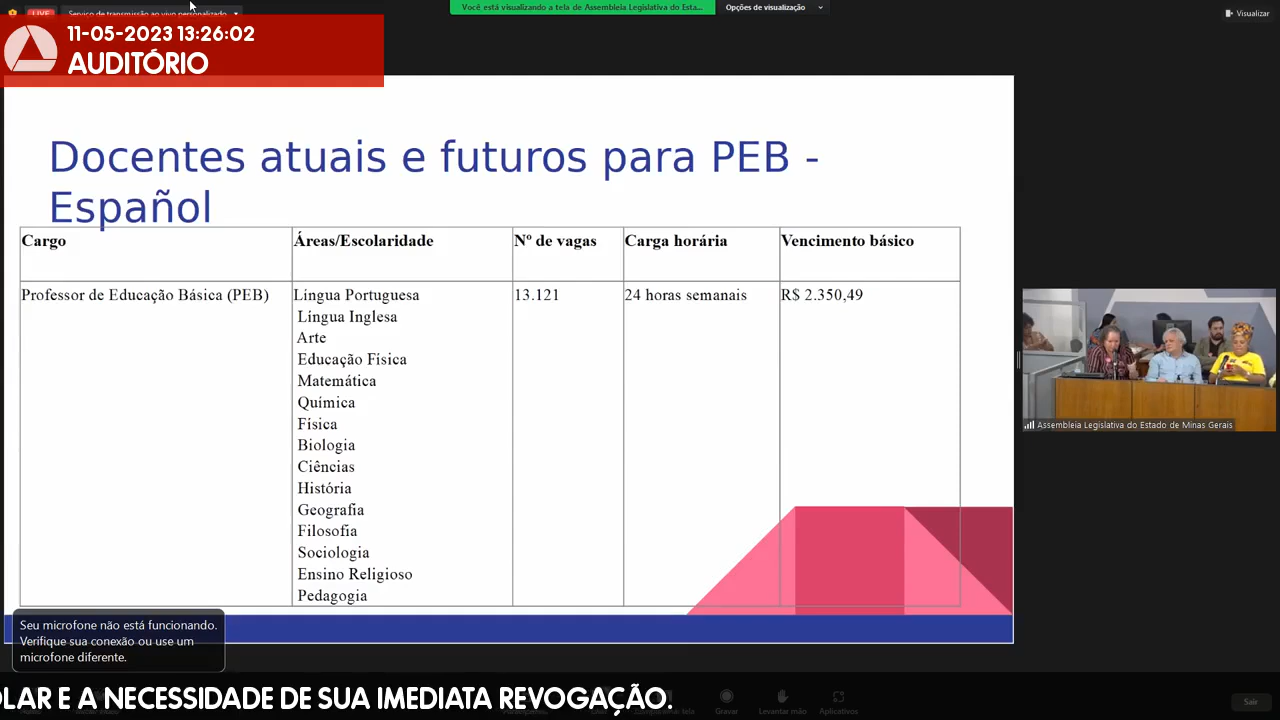 LIVE
Serviço de transmissão ao vivo personalizado
Você está visualizando a tela de Assembleia Legislativa do Esta...
Opções de visualização
Visualizar
11-05-2023 13:26:02
AUDITÓRIO
Docentes atuais e futuros para PEB -
Español
Cargo Áreas/Escolaridade Nº de vagas Carga horária Vencimento básico
Professor de Educação Básica (PEB) Língua Portuguesa 13.121 24 horas semanais R$ 2.350,49
Língua Inglesa
Arte
Educação Física
Matemática
Química
Física
Biologia
Ciências
História
Geografia
Filosofia
Sociologia
Ensino Religioso
Pedagogia
Assembleia Legislativa do Estado de Minas Gerais
Seu microfone não está funcionando.
Verifique sua conexão ou use um
microfone diferente.
OLAR E A NECESSIDADE DE SUA IMEDIATA REVOGAÇÃO.
Gravar
Levantar mão
Aplicativos
Sair